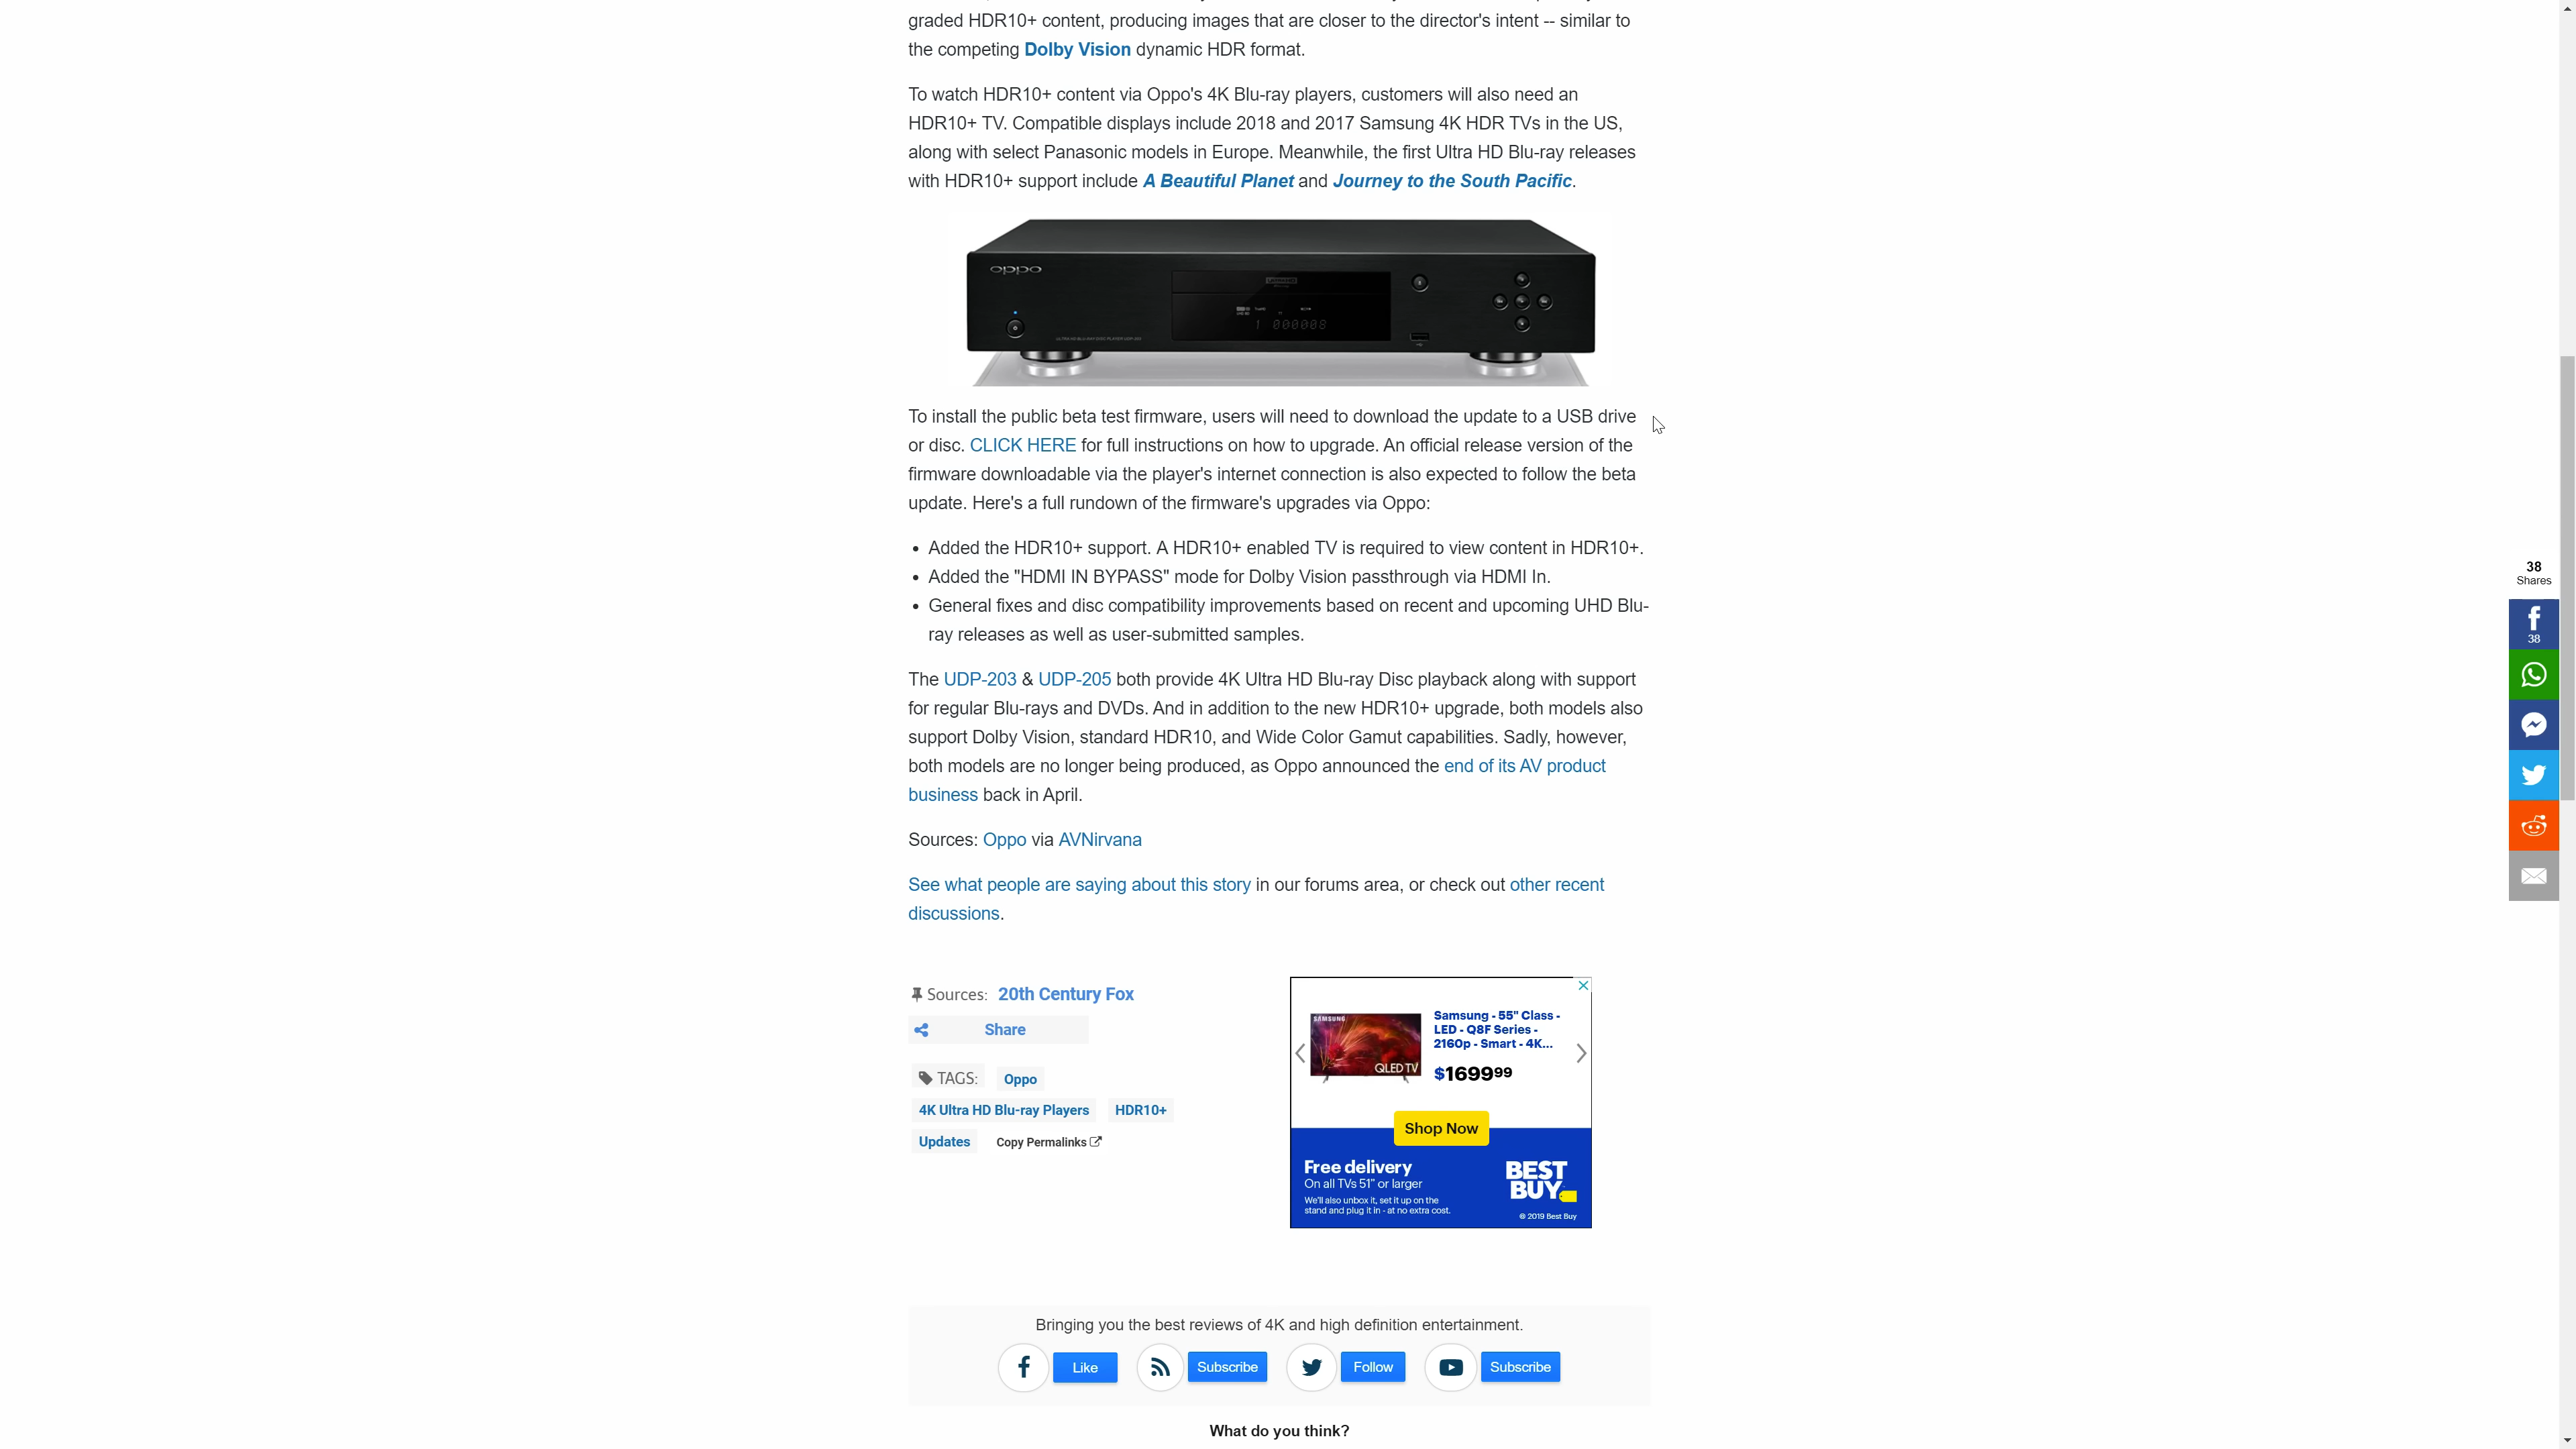 graded HDR10+ content, producing images that are closer to the director's intent -- similar to
the competing Dolby Vision dynamic HDR format.
To watch HDR10+ content via Oppo's 4K Blu-ray players, customers will also need an
HDR10+ TV. Compatible displays include 2018 and 2017 Samsung 4K HDR TVs in the US,
along with select Panasonic models in Europe. Meanwhile, the first Ultra HD Blu-ray releases
with HDR10+ support include A Beautiful Planet and Journey to the South Pacific.
oppo
ULTRA HD BLU-RAY DISC PLAYER UDP-203
1 000008
To install the public beta test firmware, users will need to download the update to a USB drive
or disc. CLICK HERE for full instructions on how to upgrade. An official release version of the
firmware downloadable via the player's internet connection is also expected to follow the beta
update. Here's a full rundown of the firmware's upgrades via Oppo:
• Added the HDR10+ support. A HDR10+ enabled TV is required to view content in HDR10+.
• Added the "HDMI IN BYPASS" mode for Dolby Vision passthrough via HDMI In.
• General fixes and disc compatibility improvements based on recent and upcoming UHD Blu-
ray releases as well as user-submitted samples.
The UDP-203 & UDP-205 both provide 4K Ultra HD Blu-ray Disc playback along with support
for regular Blu-rays and DVDs. And in addition to the new HDR10+ upgrade, both models also
support Dolby Vision, standard HDR10, and Wide Color Gamut capabilities. Sadly, however,
both models are no longer being produced, as Oppo announced the end of its AV product
business back in April.
Sources: Oppo via AVNirvana
See what people are saying about this story in our forums area, or check out other recent
discussions.
Sources: 20th Century Fox
Share
TAGS: Oppo
4K Ultra HD Blu-ray Players HDR10+
Updates Copy Permalinks
SAMSUNG
QLED TV
Samsung - 55" Class -
LED - Q8F Series -
2160p - Smart - 4K...
$169999
Shop Now
Free delivery
On all TVs 51" or larger
We'll also unbox it, set it up on the
stand and plug it in - at no extra cost.
BEST
BUY
© 2019 Best Buy
Bringing you the best reviews of 4K and high definition entertainment.
Like Subscribe Follow Subscribe
What do you think?
38
Shares
38